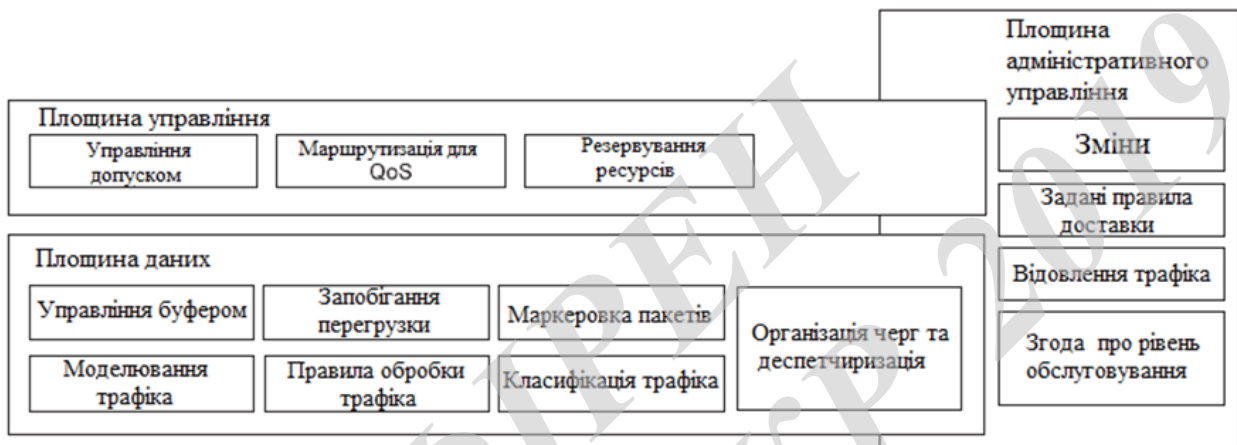 Площина
адміністративного
управління
Зміни
Задані правила
доставки
Відовлення трафіка
Згода про рівень
обслуговування
Площина управління
Управління
допуском
Маршрутизація для
QoS
Резервування
ресурсів
Площина даних
Управління буфером
Запобігання
перегрузки
Маркеровка пакетів
Організація черг та
деспетчиризація
Моделювання
трафіка
Правила обробки
трафіка
Класифікація трафіка
2019